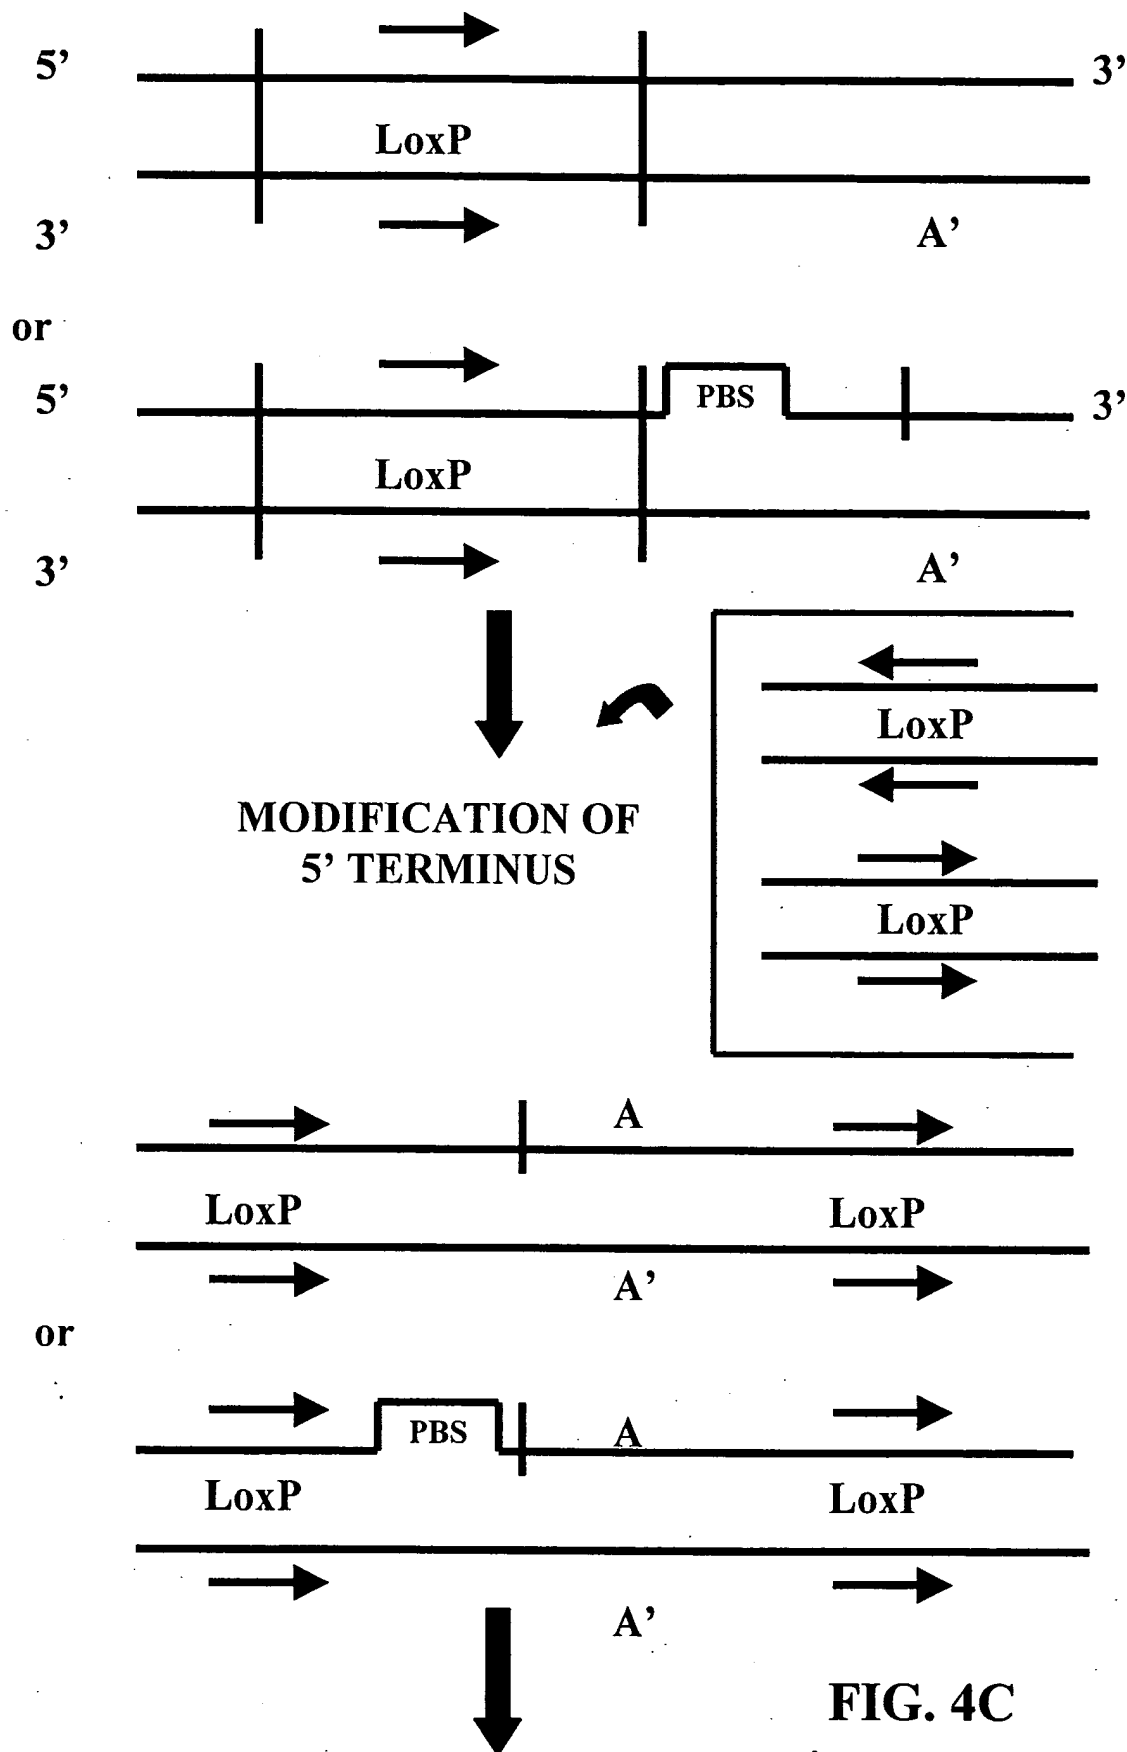 5’ 3’
LoxP
3’ A’
or
5’ PBS 3’
LoxP
3’ A’
LoxP
MODIFICATION OF
5’ TERMINUS
LoxP
A
LoxP LoxP
A’
or
PBS A
LoxP LoxP
A’
FIG. 4C